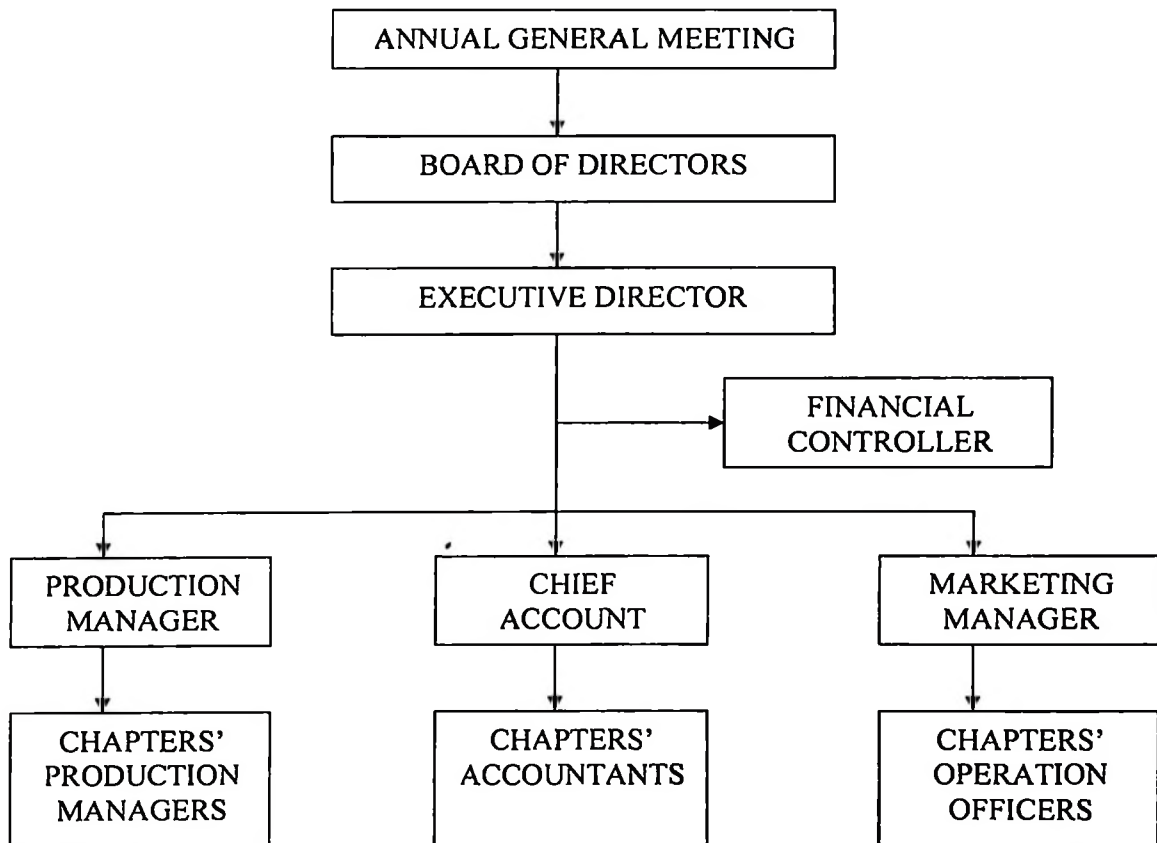 ANNUAL GENERAL MEETING
BOARD OF DIRECTORS
EXECUTIVE DIRECTOR
FINANCIAL
CONTROLLER
PRODUCTION
MANAGER
CHIEF
ACCOUNT
MARKETING
MANAGER
CHAPTERS’
PRODUCTION
MANAGERS
CHAPTERS’
ACCOUNTANTS
CHAPTERS’
OPERATION
OFFICERS